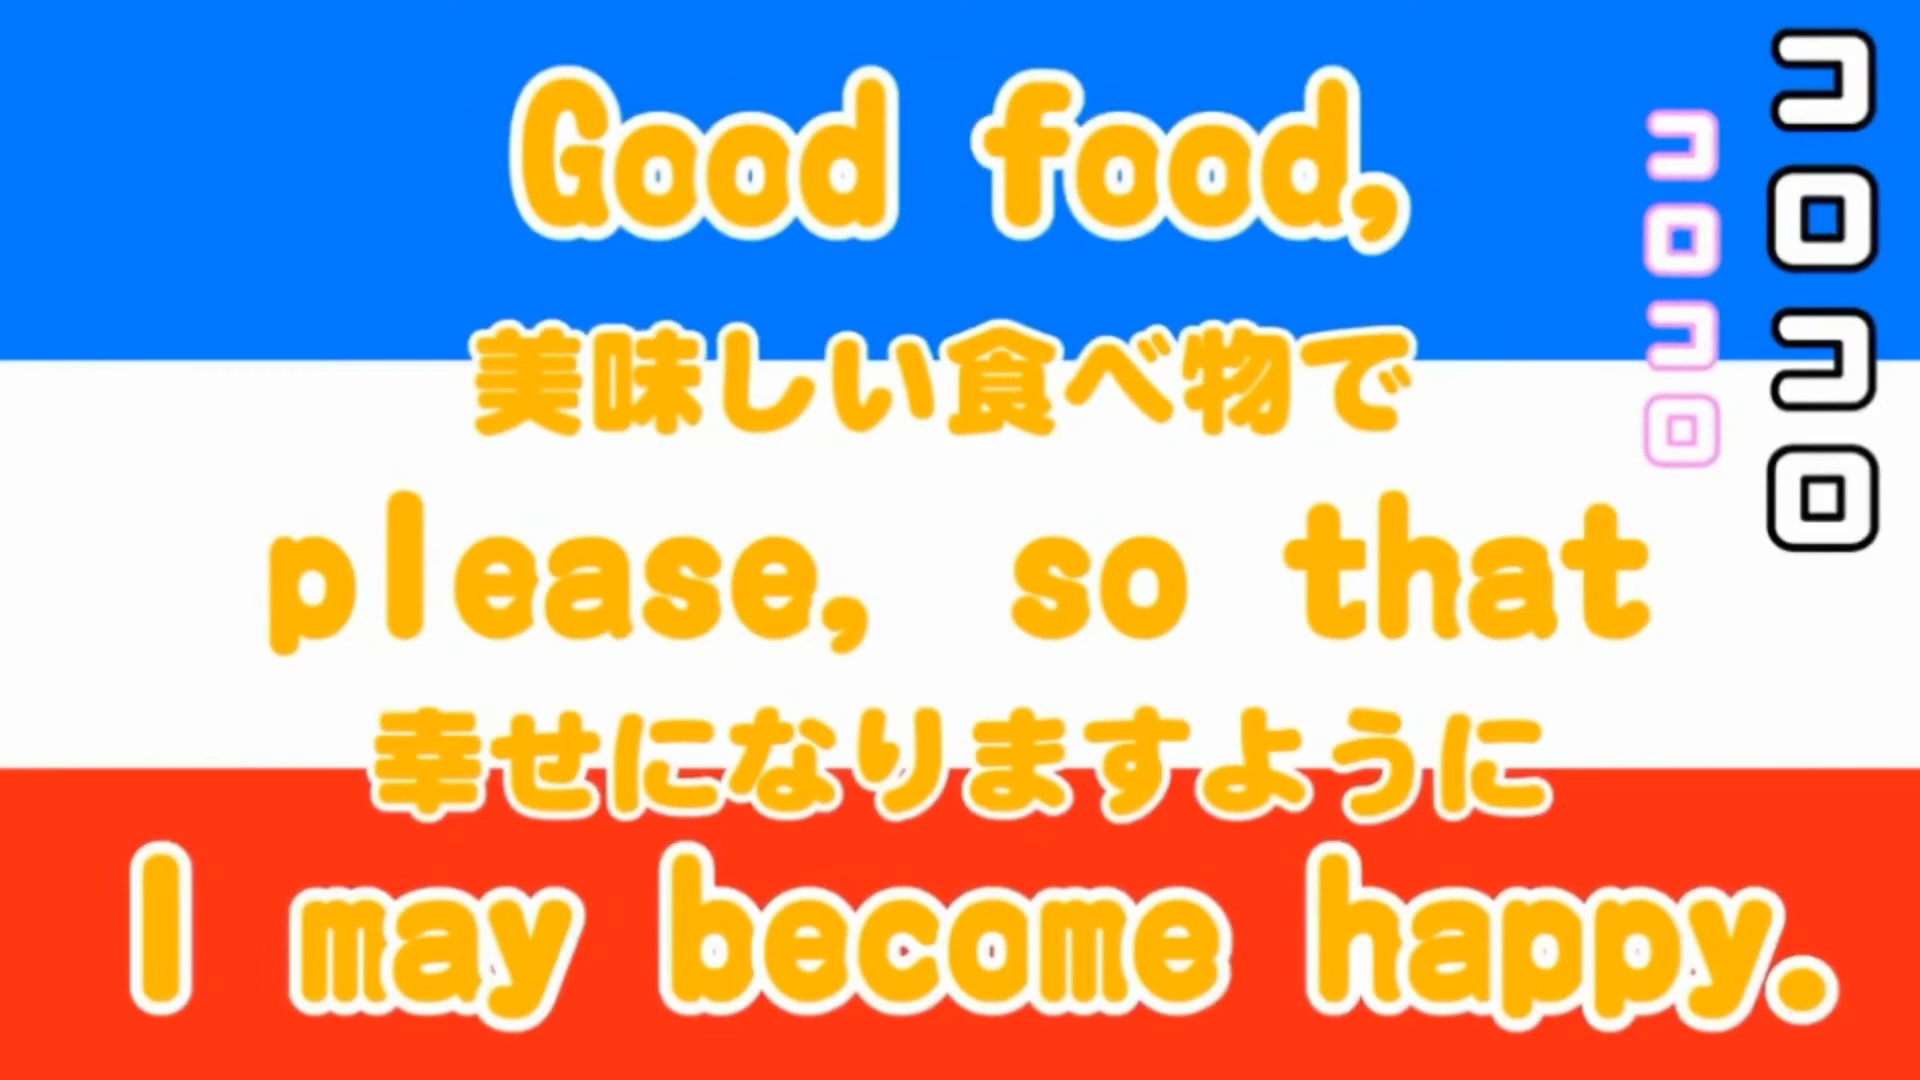 Good food,
美味しい食べ物で
please, so that
幸せになりますように
I may become happy.
コロコロ
コロコロ